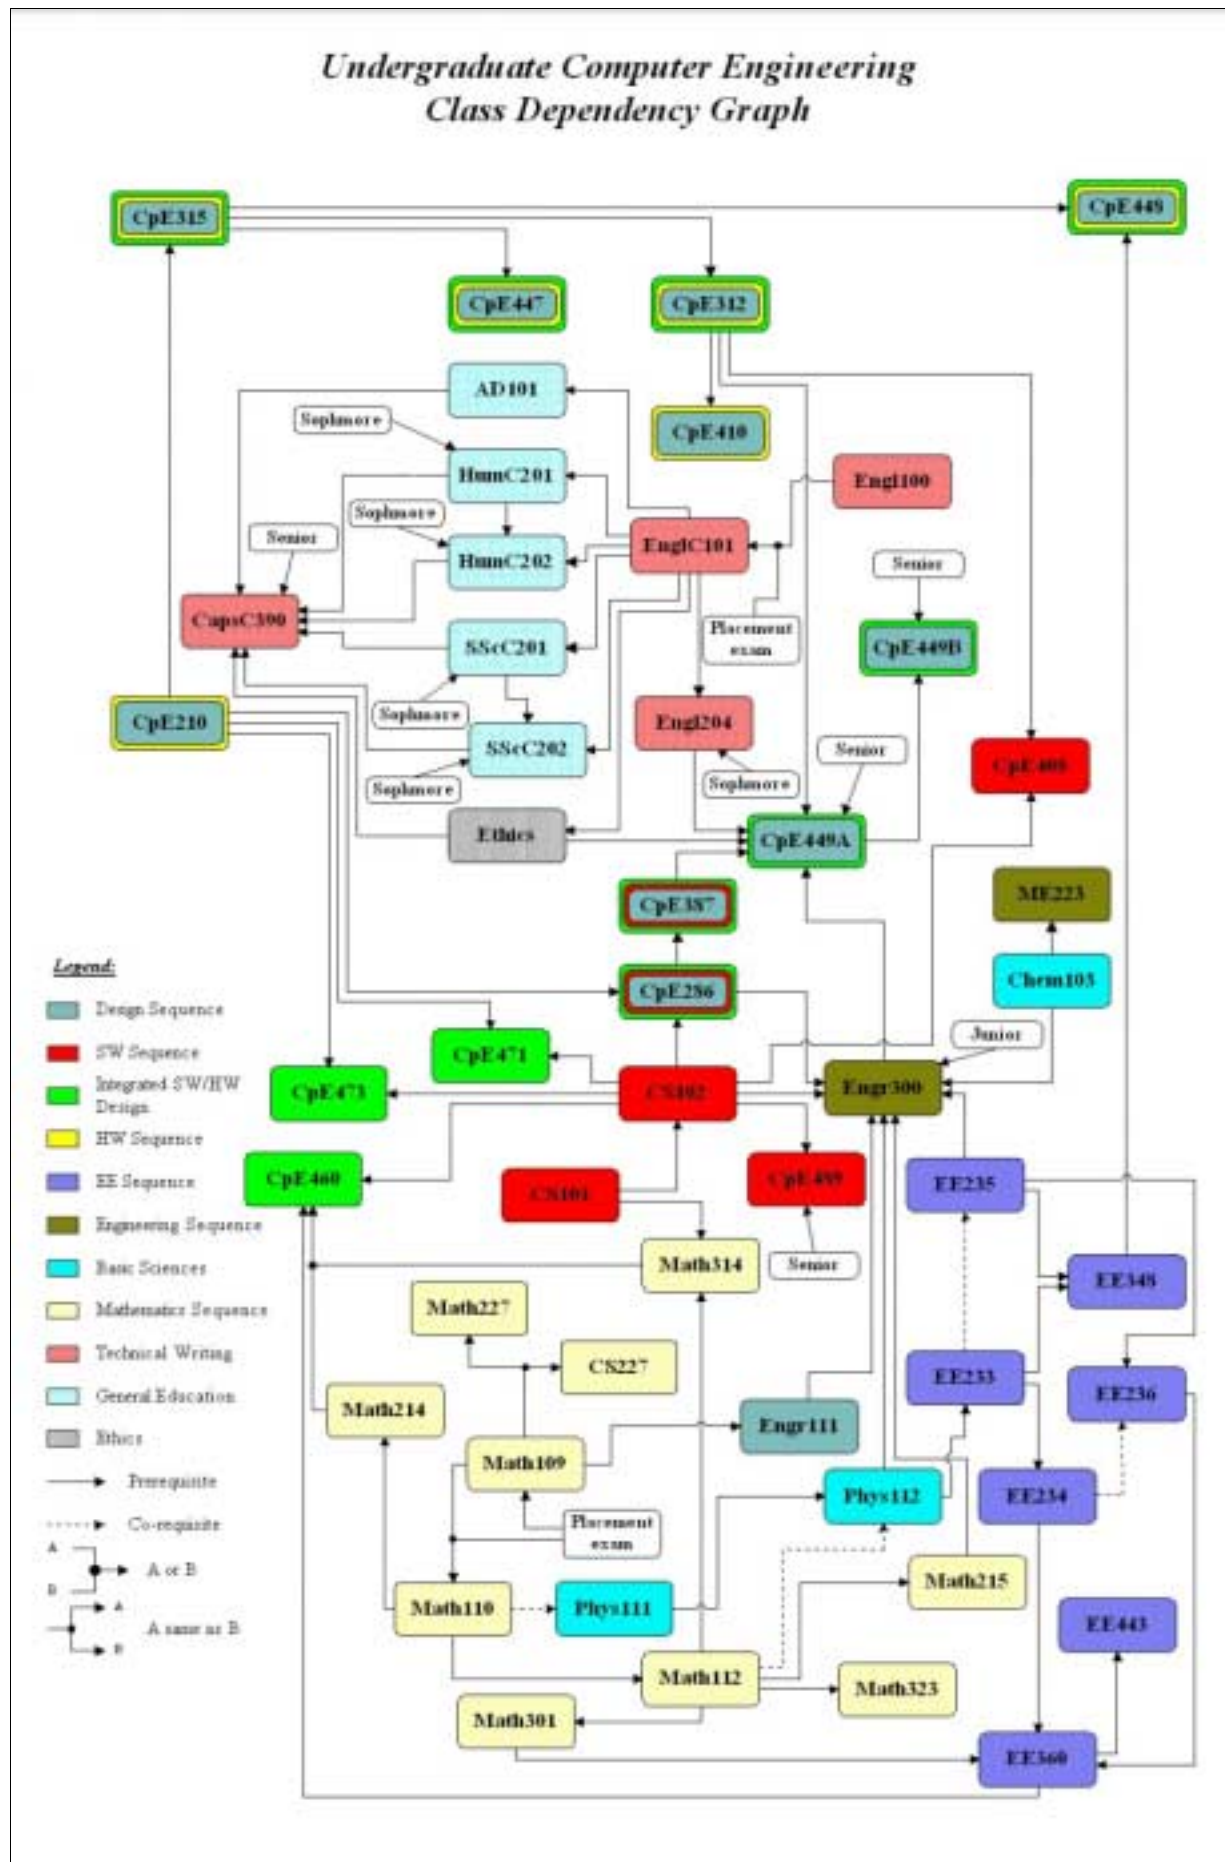 Undergraduate Computer Engineering
Class Dependency Graph
CpE315
CpE448
CpE447
CpE312
AD101
Sophmore
CpE410
HumC201
Engl100
Sophmore
Senior
EnglC101
HumC202
Senior
CapsC390
Placement
exam
SScC201
CpE449B
Sophmore
CpE210
Engl204
SScC202
Senior
Sophmore
Sophmore
Ethics
CpE449A
CpE387
ME223
Legend:
CpE286
Chem103
Design Sequence
Junior
SW Sequence
CpE471
Integrated SW/HW
Design
CpE473
CS102
Engr300
HW Sequence
CpE460
CS101
CpE499
EE235
EE Sequence
Engineering Sequence
Basic Sciences
Math314
Senior
EE348
Mathematics Sequence
Math227
Technical Writing
CS227
EE233
EE236
General Education
Math214
Engr111
Ethics
Math109
Prerequisite
Phys112
EE234
Co-requisite
Placement
exam
A
A or B
B
Math215
Math110
Phys111
A
A same as B
B
EE443
Math112
Math323
Math301
EE360